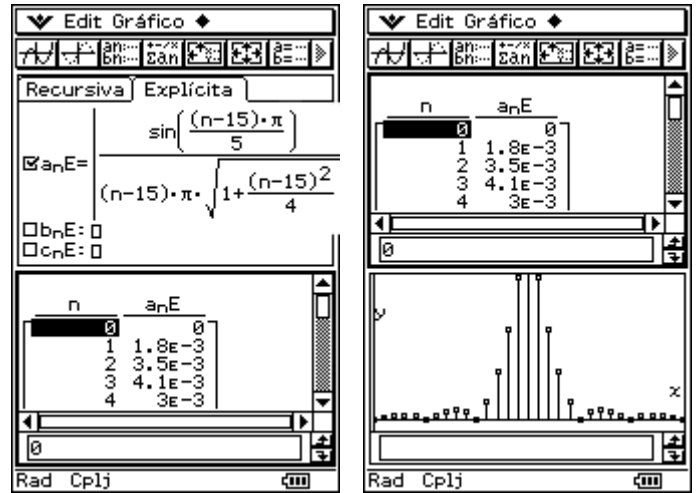 Edit Gráfico ◆
Recursiva Explícita
☑aₙE= sin((n-15)·π/5) / ((n-15)·π·√(1+(n-15)²/4))
□bₙE:▯
□cₙE:▯
n aₙE
0 0
1 1.8E-3
2 3.5E-3
3 4.1E-3
4 3E-3
0
Rad Cplj
Edit Gráfico ◆
n aₙE
0 0
1 1.8E-3
2 3.5E-3
3 4.1E-3
4 3E-3
0
y
x
Rad Cplj